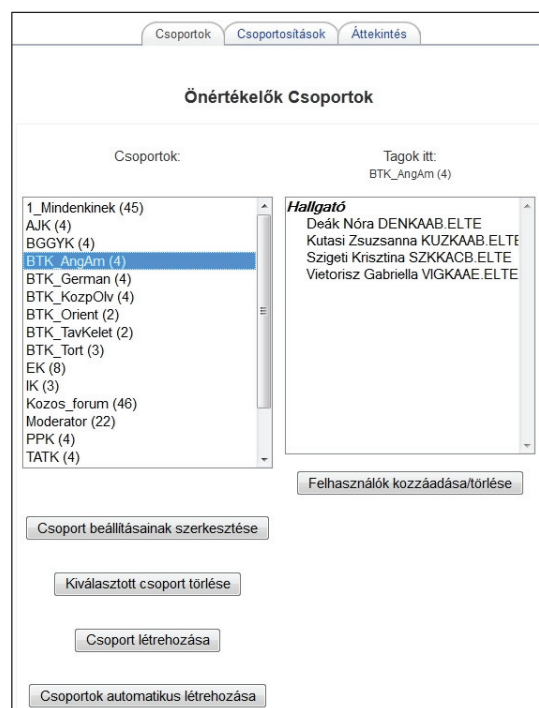 Csoportok Csoportosítások Áttekintés
Önértékelők Csoportok
Csoportok:
1_Mindenkinek (45)
AJK (4)
BGGYK (4)
BTK_AngAm (4)
BTK_German (4)
BTK_KozpOlv (4)
BTK_Orient (2)
BTK_TavKelet (2)
BTK_Tort (3)
EK (8)
IK (3)
Kozos_forum (46)
Moderator (22)
PPK (4)
TATK (4)
Csoport beállításainak szerkesztése
Kiválasztott csoport törlése
Csoport létrehozása
Csoportok automatikus létrehozása
Tagok itt:
BTK_AngAm (4)
Hallgató
Deák Nóra DENKAAB.ELTE
Kutasi Zsuzsanna KUZKAAB.ELTE
Szigeti Krisztina SZKKACB.ELTE
Vietorisz Gabriella VIGKAAE.ELTE
Felhasználók kozzáadása/törlése